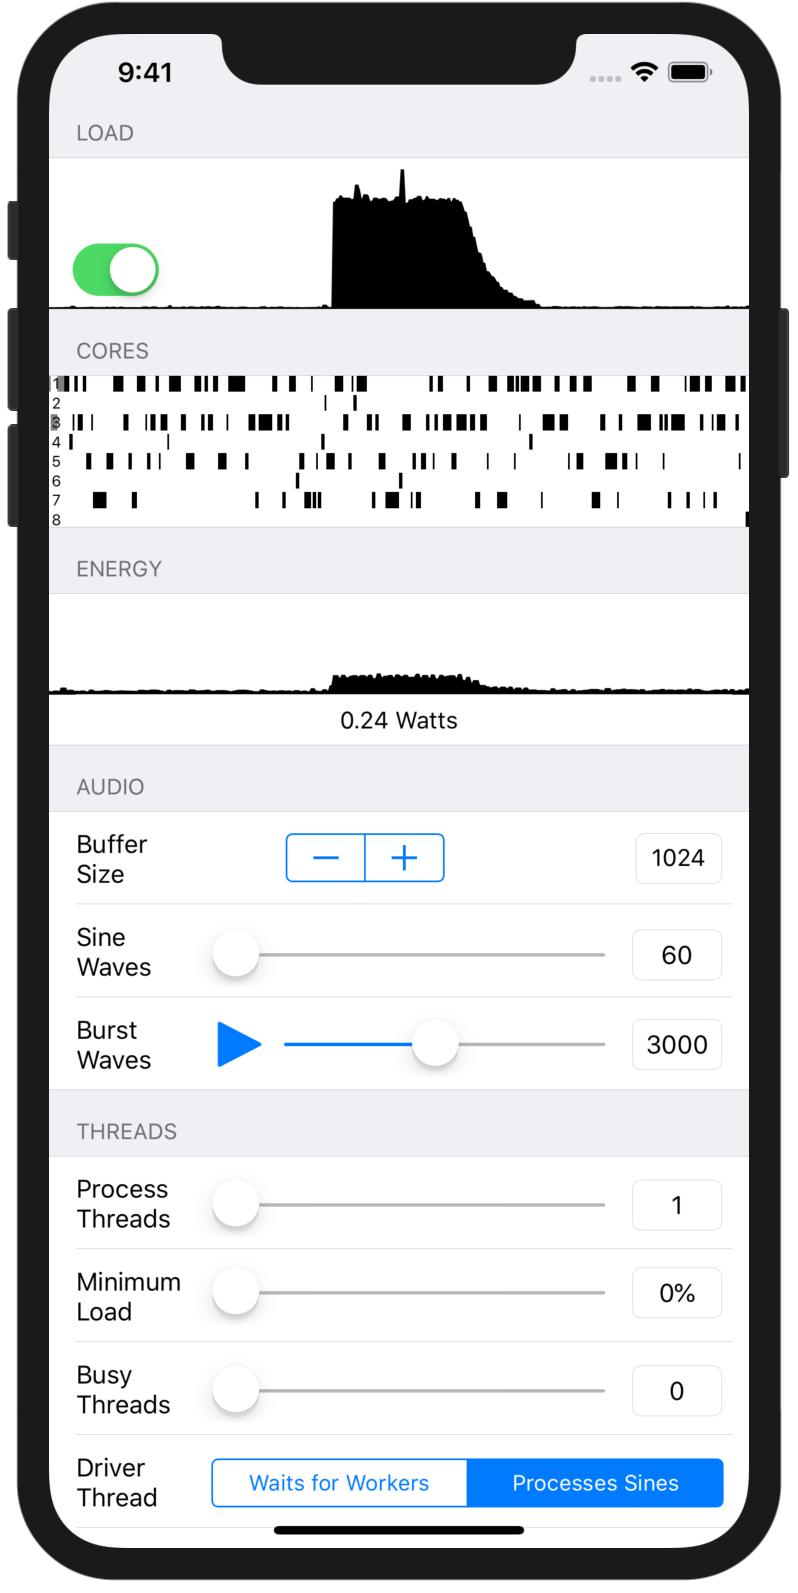 9:41
LOAD
CORES
1
2
3
4
5
6
7
8
ENERGY
0.24 Watts
AUDIO
Buffer
Size
1024
Sine
Waves
60
Burst
Waves
3000
THREADS
Process
Threads
1
Minimum
Load
0%
Busy
Threads
0
Driver
Thread
Waits for Workers
Processes Sines